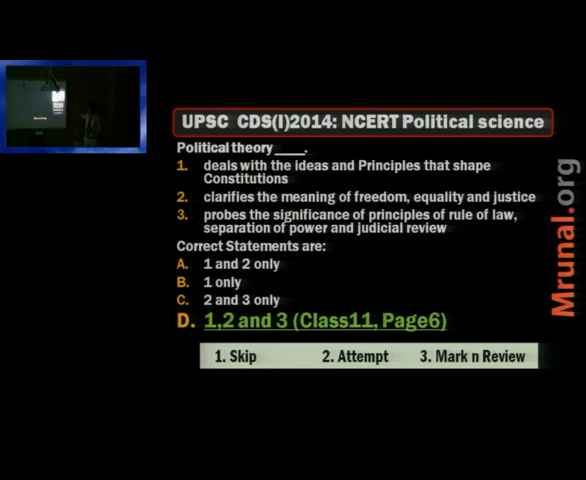 UPSC CDS(I)2014: NCERT Political science
Political theory ____.
1. deals with the ideas and Principles that shape
Constitutions
2. clarifies the meaning of freedom, equality and justice
3. probes the significance of principles of rule of law,
separation of power and judicial review
Correct Statements are:
A. 1 and 2 only
B. 1 only
C. 2 and 3 only
D. 1,2 and 3 (Class11, Page6)
1. Skip 2. Attempt 3. Mark n Review
Mrunal.org